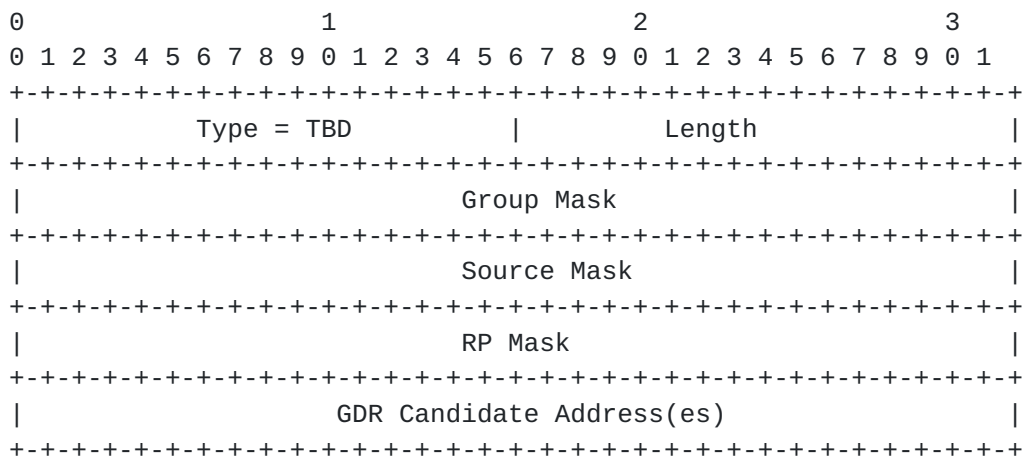 0                   1                   2                   3
0 1 2 3 4 5 6 7 8 9 0 1 2 3 4 5 6 7 8 9 0 1 2 3 4 5 6 7 8 9 0 1
+-+-+-+-+-+-+-+-+-+-+-+-+-+-+-+-+-+-+-+-+-+-+-+-+-+-+-+-+-+-+-+-+
|           Type = TBD          |         Length                |
+-+-+-+-+-+-+-+-+-+-+-+-+-+-+-+-+-+-+-+-+-+-+-+-+-+-+-+-+-+-+-+-+
|                            Group Mask                         |
+-+-+-+-+-+-+-+-+-+-+-+-+-+-+-+-+-+-+-+-+-+-+-+-+-+-+-+-+-+-+-+-+
|                            Source Mask                        |
+-+-+-+-+-+-+-+-+-+-+-+-+-+-+-+-+-+-+-+-+-+-+-+-+-+-+-+-+-+-+-+-+
|                            RP Mask                            |
+-+-+-+-+-+-+-+-+-+-+-+-+-+-+-+-+-+-+-+-+-+-+-+-+-+-+-+-+-+-+-+-+
|                    GDR Candidate Address(es)                  |
+-+-+-+-+-+-+-+-+-+-+-+-+-+-+-+-+-+-+-+-+-+-+-+-+-+-+-+-+-+-+-+-+